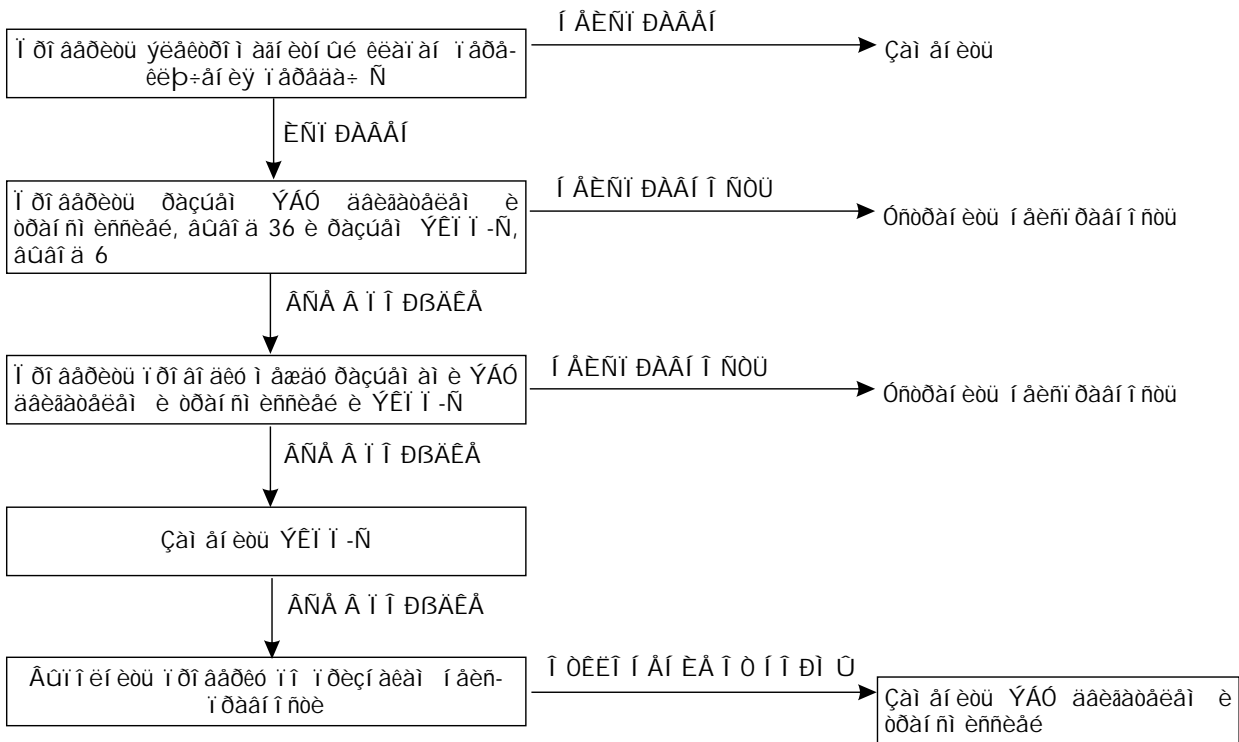 Í ÅÈÑÏ ÐÀÂÅÍ
Ï ðî âåðèòü ýëåêòðî ì àãí èòí ûé êëàï àí ï åðå-
êëþ÷åí èÿ ï åðåäà÷ Ñ
Çàì åí èòü
ÈÑÏ ÐÀÂÅÍ
Ï ðî âåðèòü ðàçúåì ÝÁÓ äâèãàòåëåì è
òðàí ñì èññèåé, âûâî ä 36 è ðàçúåì ÝÊÏ Ï -Ñ,
âûâî ä 6
Í ÅÈÑÏ ÐÀÂÍ Î ÑÒÜ
Óñòðàí èòü í åèñï ðàâí î ñòü
ÂÑÅ Â Ï Î ÐßÄÊÅ
Ï ðî âåðèòü ï ðî âî äêó ì åæäó ðàçúåì àì è ÝÁÓ
äâèãàòåëåì è òðàí ñì èññèåé è ÝÊÏ Ï -Ñ
Í ÅÈÑÏ ÐÀÂÍ Î ÑÒÜ
Óñòðàí èòü í åèñï ðàâí î ñòü
ÂÑÅ Â Ï Î ÐßÄÊÅ
Çàì åí èòü ÝÊÏ Ï -Ñ
ÂÑÅ Â Ï Î ÐßÄÊÅ
Âûï î ëí èòü ï ðî âåðêó ï î ï ðèçí àêàì í åèñ-
ï ðàâí î ñòè
Î ÒÊËÎ Í ÅÍ ÈÅ Î Ò Í Î ÐÌ Û
Çàì åí èòü ÝÁÓ äâèãàòåëåì è
òðàí ñì èññèåé